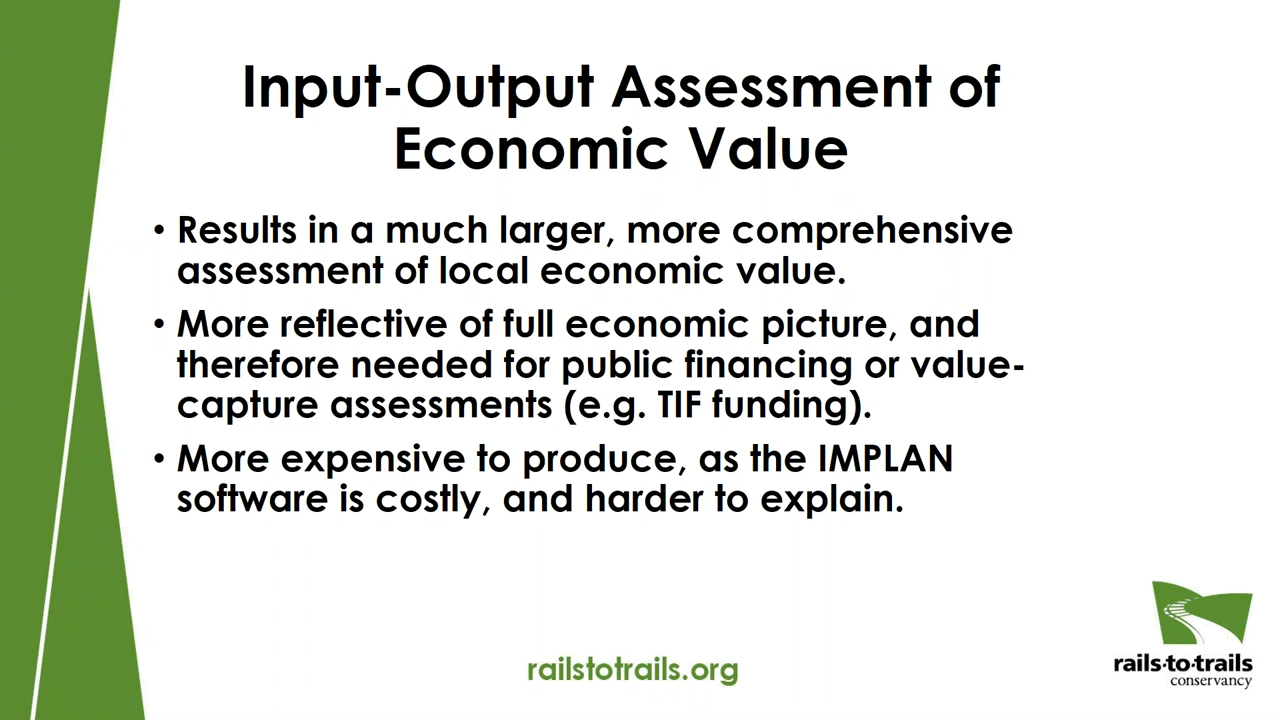 Input-Output Assessment of
Economic Value
• Results in a much larger, more comprehensive
assessment of local economic value.
• More reflective of full economic picture, and
therefore needed for public financing or value-
capture assessments (e.g. TIF funding).
• More expensive to produce, as the IMPLAN
software is costly, and harder to explain.
railstotrails.org
rails-to-trails
conservancy